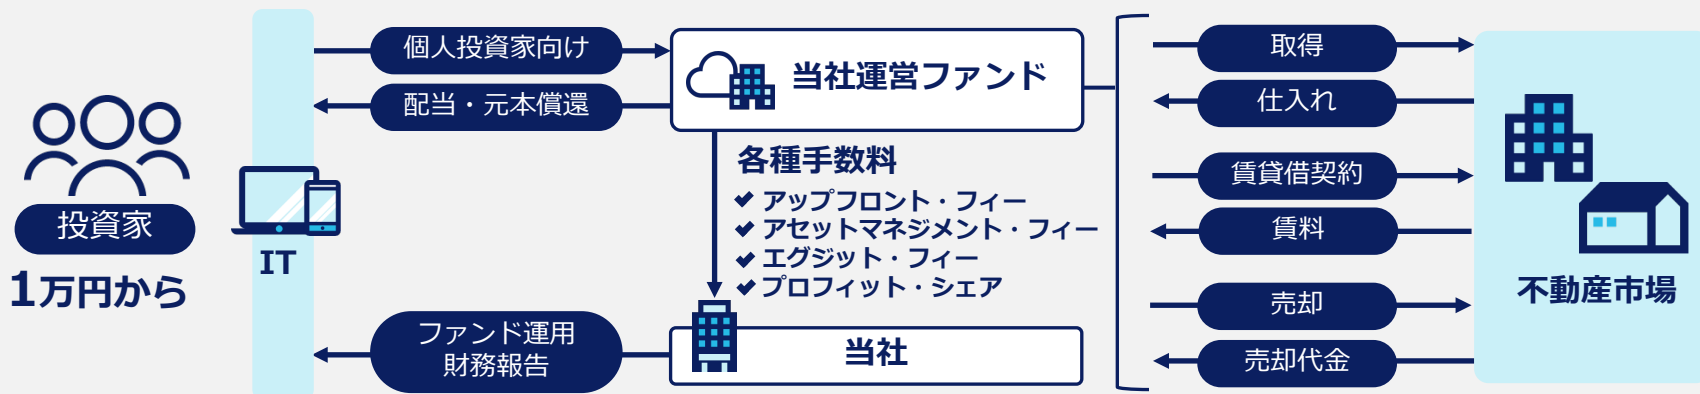 投資家
1万円から
IT
個人投資家向け
配当・元本償還
ファンド運用
財務報告
当社運営ファンド
各種手数料
アップフロント・フィー
アセットマネジメント・フィー
エグジット・フィー
プロフィット・シェア
当社
取得
仕入れ
賃貸借契約
賃料
売却
売却代金
不動産市場